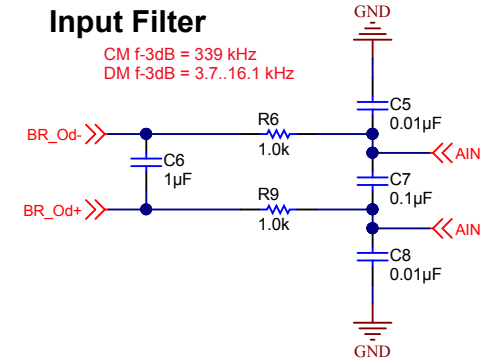 Input Filter
GND
CM f-3dB = 339 kHz
DM f-3dB = 3.7..16.1 kHz
C5
0.01µF
R6
1.0k
BR_Od-
AIN
C6
1µF
C7
0.1µF
BR_Od+
R9
1.0k
AIN
C8
0.01µF
GND